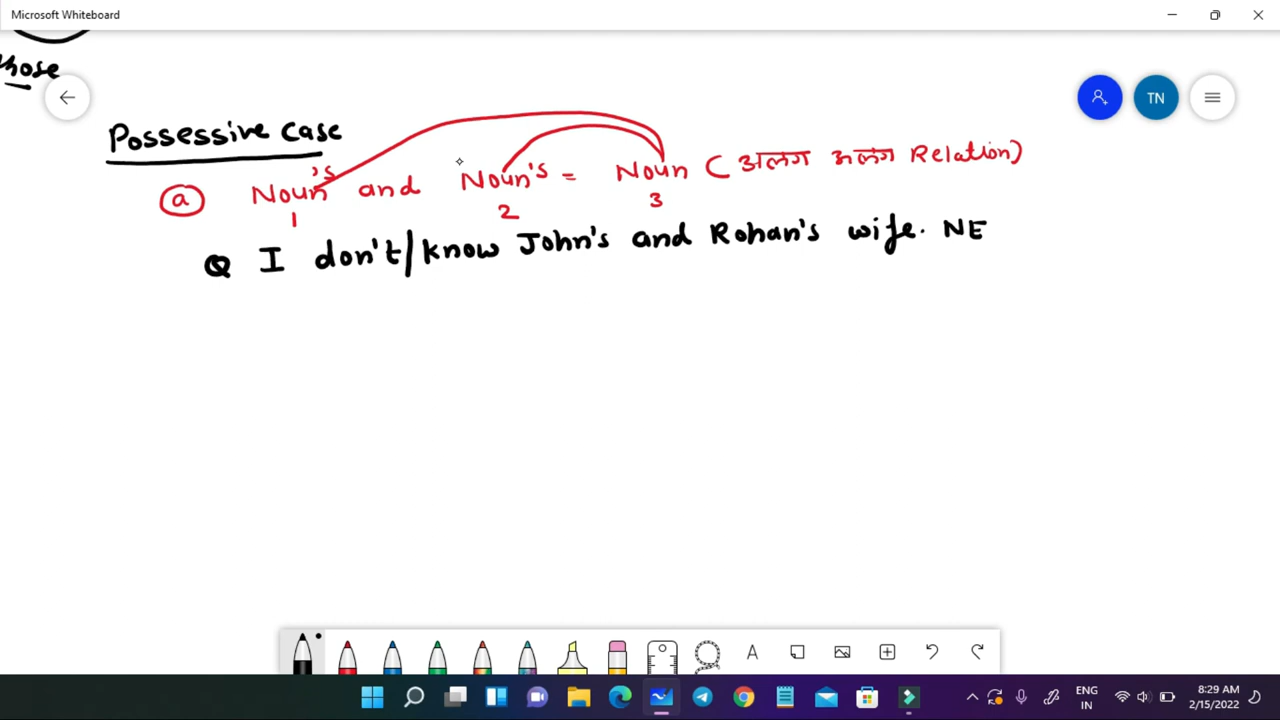 Microsoft Whiteboard
those
TN
Possessive Case
(a) Noun's and Noun's = Noun (अलग अलग Relation)
1 2 3
Q I don't/know John's and Rohan's wife. NE
A
ENG
IN
8:29 AM
2/15/2022